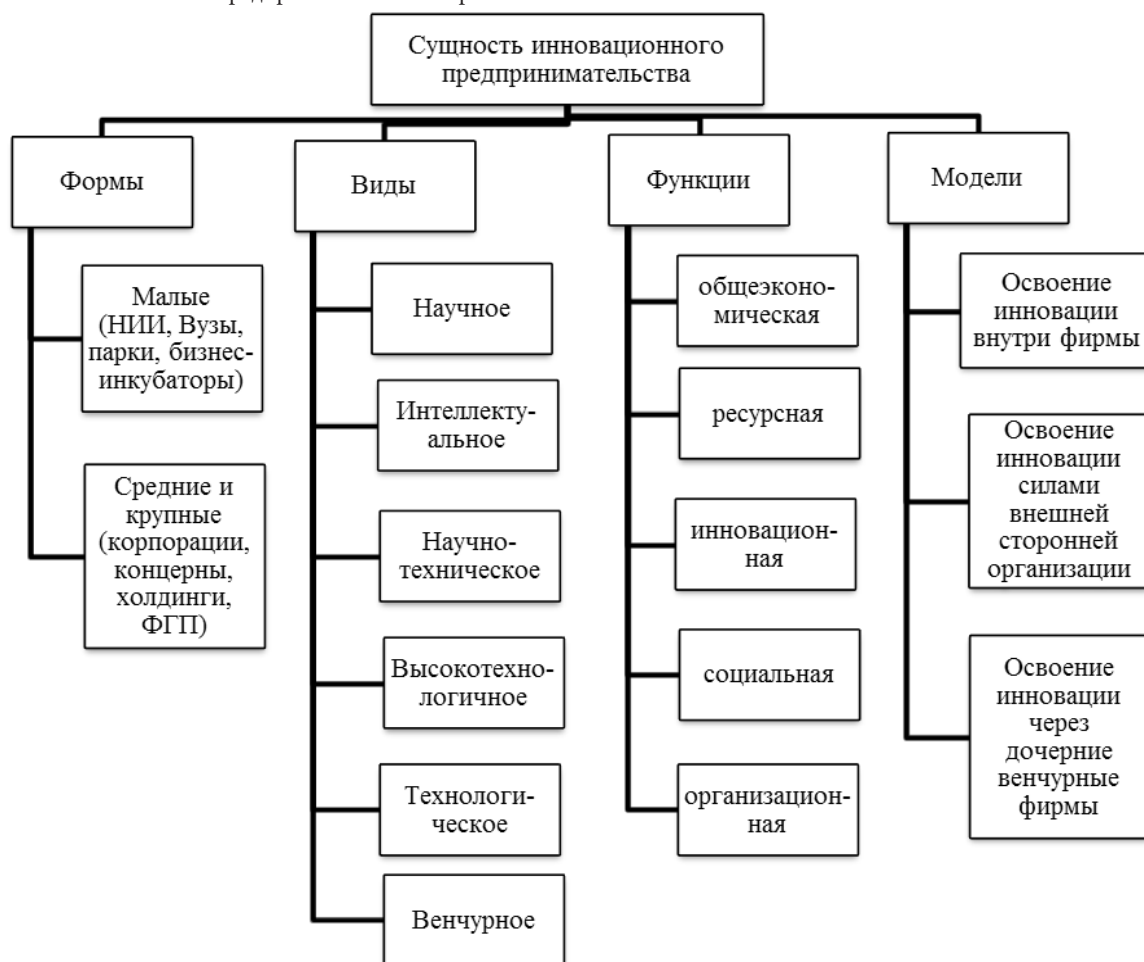 Сущность инновационного
предпринимательства
Формы
Малые
(НИИ, Вузы,
парки, бизнес-
инкубаторы)
Средние и
крупные
(корпорации,
концерны,
холдинги,
ФГП)
Виды
Научное
Интеллекту-
альное
Научно-
техническое
Высокотехно-
логичное
Технологи-
ческое
Венчурное
Функции
общеэконо-
мическая
ресурсная
инновацион-
ная
социальная
организацион-
ная
Модели
Освоение
инновации
внутри фирмы
Освоение
инновации
силами
внешней
сторонней
организации
Освоение
инновации
через
дочерние
венчурные
фирмы